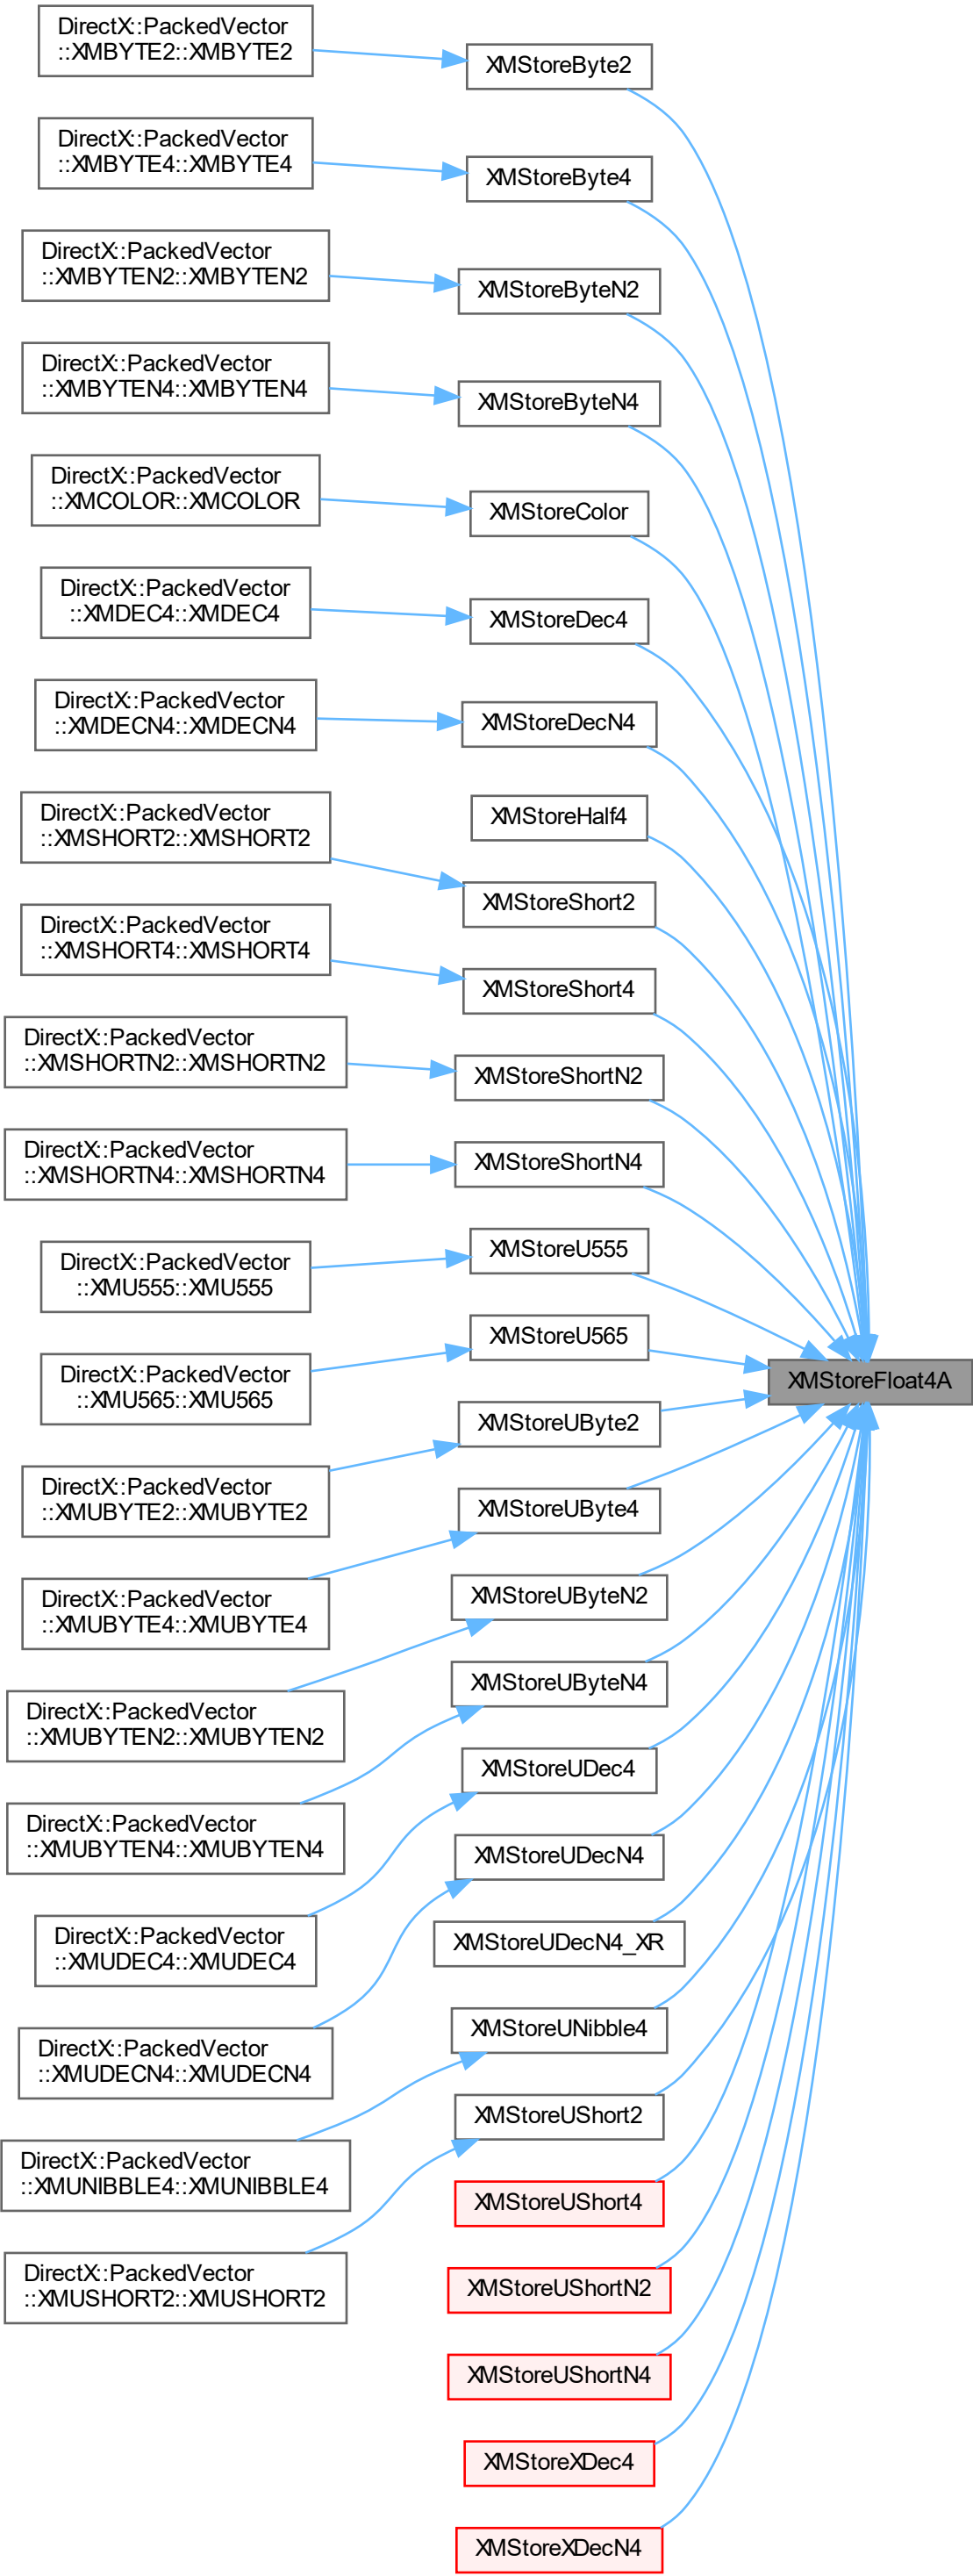 DirectX::PackedVector
::XMBYTE2::XMBYTE2
XMStoreByte2
DirectX::PackedVector
::XMBYTE4::XMBYTE4
XMStoreByte4
DirectX::PackedVector
::XMBYTEN2::XMBYTEN2
XMStoreByteN2
DirectX::PackedVector
::XMBYTEN4::XMBYTEN4
XMStoreByteN4
DirectX::PackedVector
::XMCOLOR::XMCOLOR
XMStoreColor
DirectX::PackedVector
::XMDEC4::XMDEC4
XMStoreDec4
DirectX::PackedVector
::XMDECN4::XMDECN4
XMStoreDecN4
XMStoreHalf4
DirectX::PackedVector
::XMSHORT2::XMSHORT2
XMStoreShort2
DirectX::PackedVector
::XMSHORT4::XMSHORT4
XMStoreShort4
DirectX::PackedVector
::XMSHORTN2::XMSHORTN2
XMStoreShortN2
DirectX::PackedVector
::XMSHORTN4::XMSHORTN4
XMStoreShortN4
DirectX::PackedVector
::XMU555::XMU555
XMStoreU555
DirectX::PackedVector
::XMU565::XMU565
XMStoreU565
XMStoreFloat4A
XMStoreUByte2
DirectX::PackedVector
::XMUBYTE2::XMUBYTE2
XMStoreUByte4
DirectX::PackedVector
::XMUBYTE4::XMUBYTE4
XMStoreUByteN2
DirectX::PackedVector
::XMUBYTEN2::XMUBYTEN2
XMStoreUByteN4
DirectX::PackedVector
::XMUBYTEN4::XMUBYTEN4
XMStoreUDec4
DirectX::PackedVector
::XMUDEC4::XMUDEC4
XMStoreUDecN4
DirectX::PackedVector
::XMUDECN4::XMUDECN4
XMStoreUDecN4_XR
XMStoreUNibble4
DirectX::PackedVector
::XMUNIBBLE4::XMUNIBBLE4
XMStoreUShort2
DirectX::PackedVector
::XMUSHORT2::XMUSHORT2
XMStoreUShort4
XMStoreUShortN2
XMStoreUShortN4
XMStoreXDec4
XMStoreXDecN4